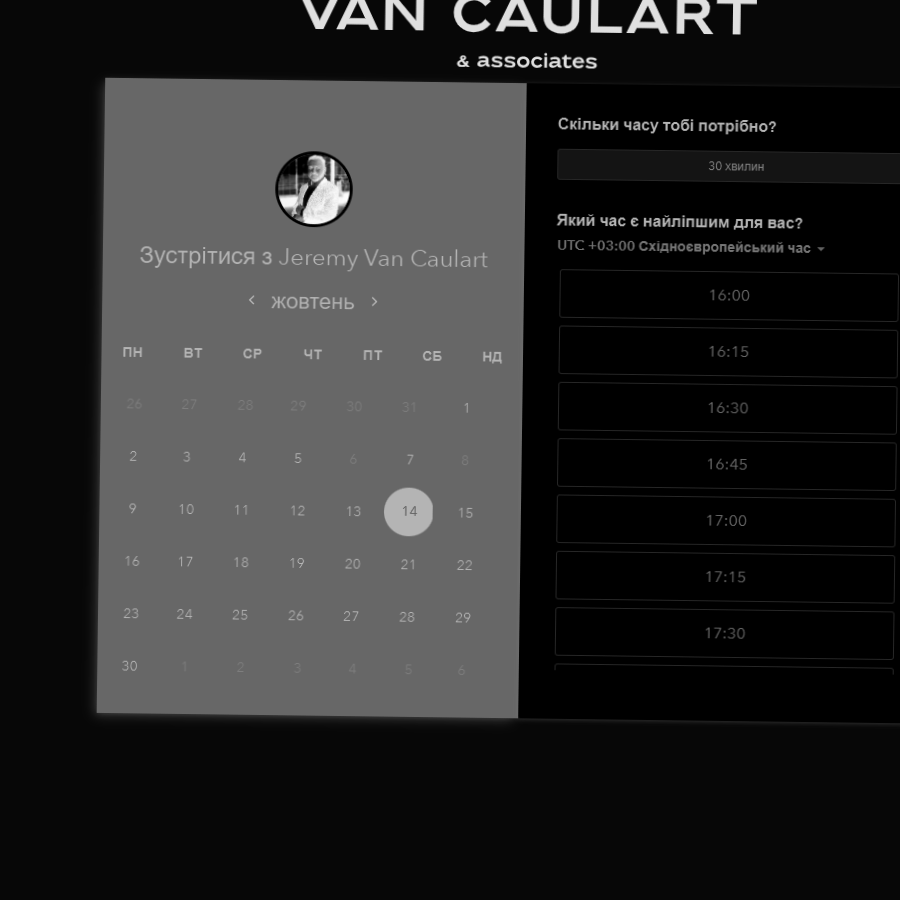 VAN CAULART
& associates
Зустрітися з Jeremy Van Caulart
жовтень
ПН ВТ СР ЧТ ПТ СБ НД
26 27 28 29 30 31 1
2 3 4 5 6 7 8
9 10 11 12 13 14 15
16 17 18 19 20 21 22
23 24 25 26 27 28 29
30 1 2 3 4 5 6
Скільки часу тобі потрібно?
30 хвилин
Який час є найліпшим для вас?
UTC +03:00 Східноєвропейський час
16:00
16:15
16:30
16:45
17:00
17:15
17:30